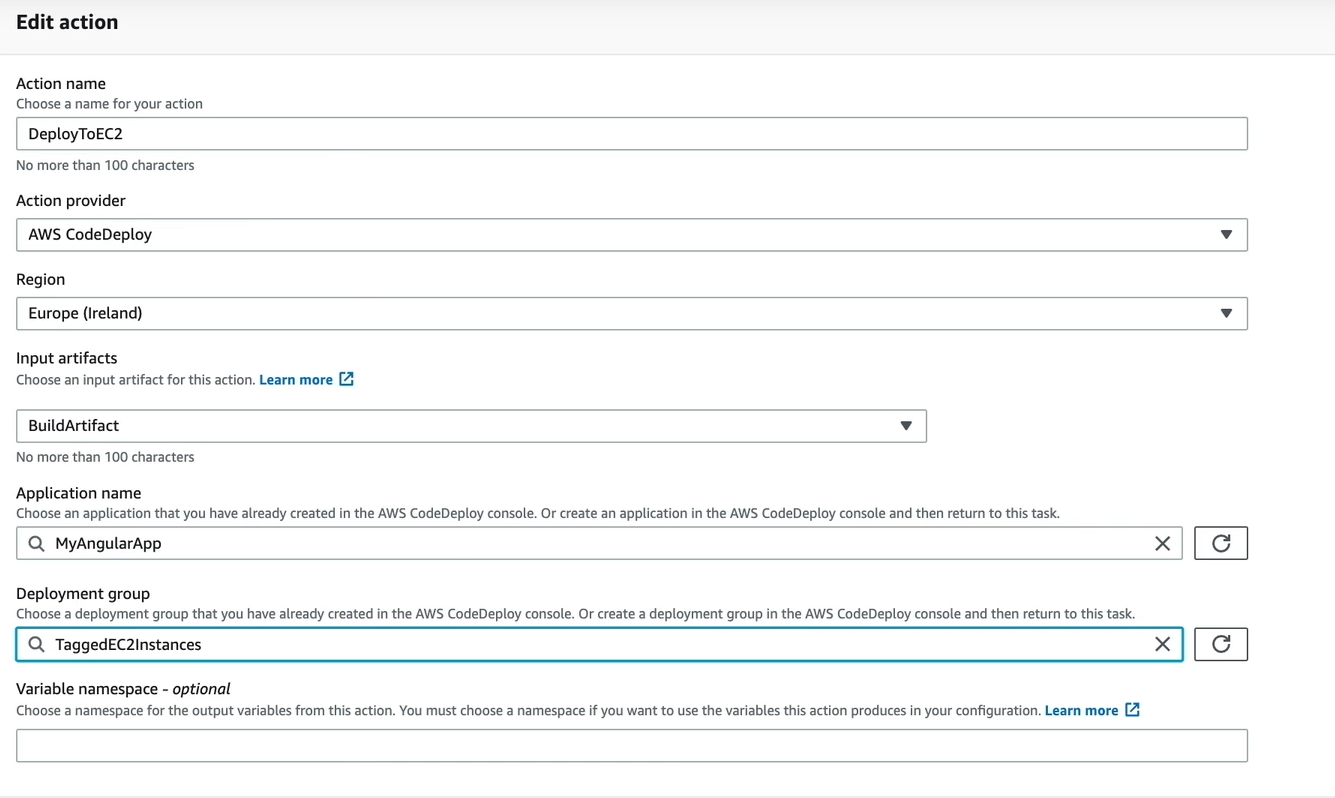 Edit action
Action name
Choose a name for your action
DeployToEC2
No more than 100 characters
Action provider
AWS CodeDeploy
Region
Europe (Ireland)
Input artifacts
Choose an input artifact for this action. Learn more
BuildArtifact
No more than 100 characters
Application name
Choose an application that you have already created in the AWS CodeDeploy console. Or create an application in the AWS CodeDeploy console and then return to this task.
MyAngularApp
Deployment group
Choose a deployment group that you have already created in the AWS CodeDeploy console. Or create a deployment group in the AWS CodeDeploy console and then return to this task.
TaggedEC2Instances
Variable namespace - optional
Choose a namespace for the output variables from this action. You must choose a namespace if you want to use the variables this action produces in your configuration. Learn more